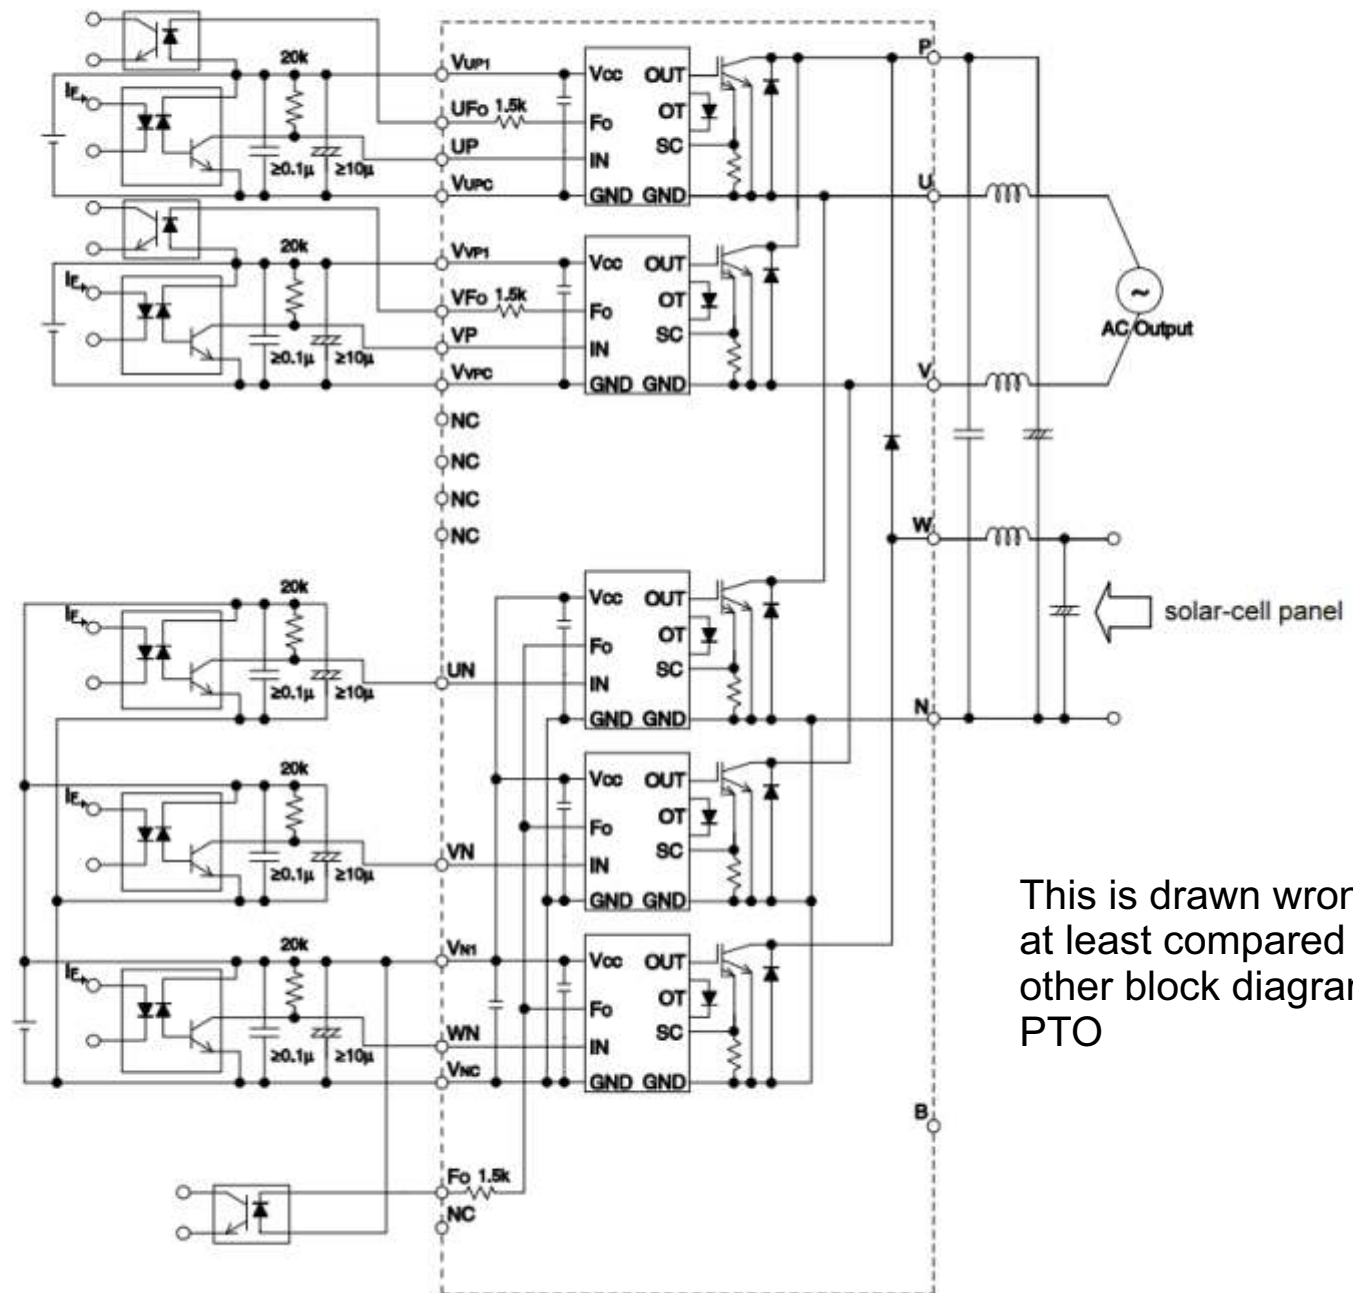 20k
VUP1
Vcc OUT
P
IF
UFo 1.5k
Fo
OT
UP
SC
IN
≥0.1µ
≥10µ
VUPC
GND GND
U
20k
VVP1
Vcc OUT
IF
VFo 1.5k
Fo
OT
AC Output
VP
SC
IN
≥0.1µ
≥10µ
VVPC
GND GND
V
NC
NC
NC
NC
W
20k
Vcc OUT
IF
solar-cell panel
Fo
OT
UN
SC
IN
≥0.1µ
≥10µ
GND GND
N
20k
Vcc OUT
IF
Fo
OT
VN
SC
IN
≥0.1µ
≥10µ
GND GND
This is drawn
at least compared
other block
PTO
20k
VN1
Vcc OUT
IF
Fo
OT
WN
SC
IN
≥0.1µ
≥10µ
VNC
GND GND
B
Fo 1.5k
NC